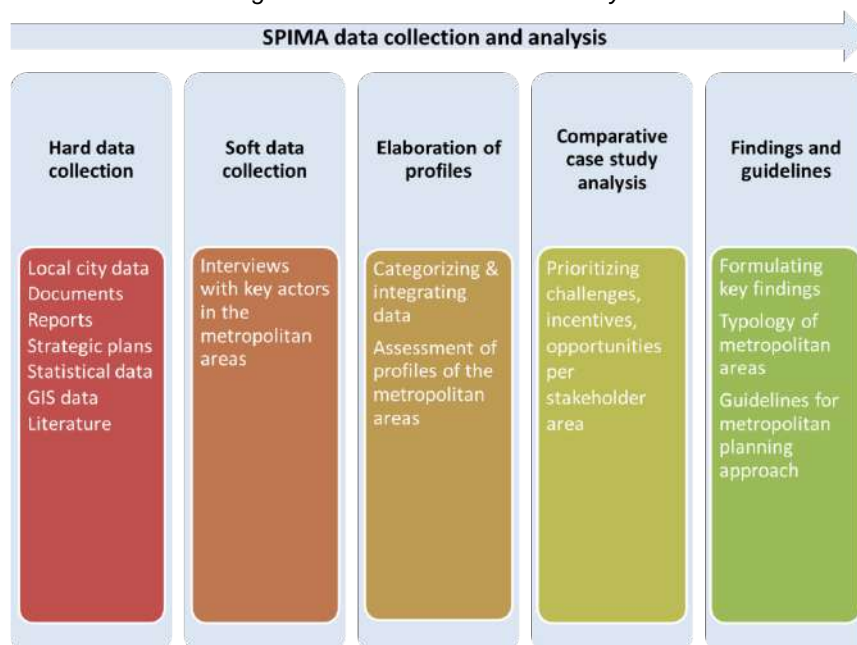 SPIMA data collection and analysis
Hard data
collection
Local city data
Documents
Reports
Strategic plans
Statistical data
GIS data
Literature
Soft data
collection
Interviews
with key actors
in the
metropolitan
areas
Elaboration of
profiles
Categorizing &
integrating
data
Assessment of
profiles of the
metropolitan
areas
Comparative
case study
analysis
Prioritizing
challenges,
incentives,
opportunities
per
stakeholder
area
Findings and
guidelines
Formulating
key findings
Typology of
metropolitan
areas
Guidelines for
metropolitan
planning
approach